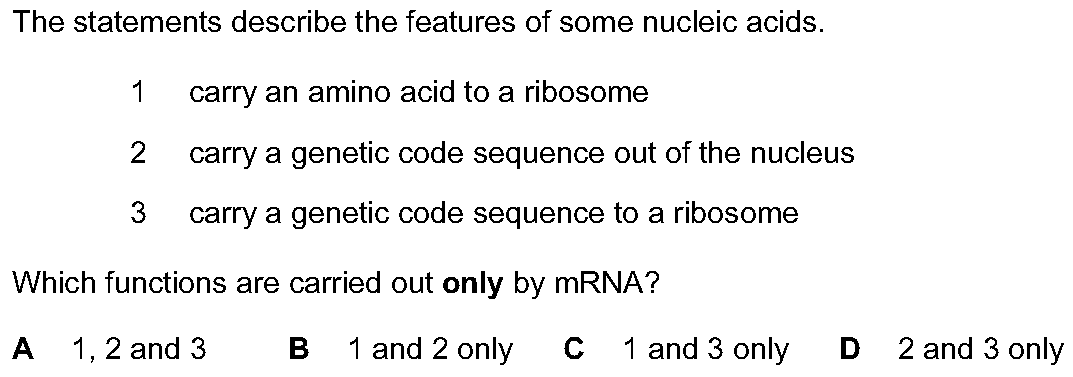 The statements describe the features of some nucleic acids.
1 carry an amino acid to a ribosome
2 carry a genetic code sequence out of the nucleus
3 carry a genetic code sequence to a ribosome
Which functions are carried out only by mRNA?
A 1, 2 and 3 B 1 and 2 only C 1 and 3 only D 2 and 3 only